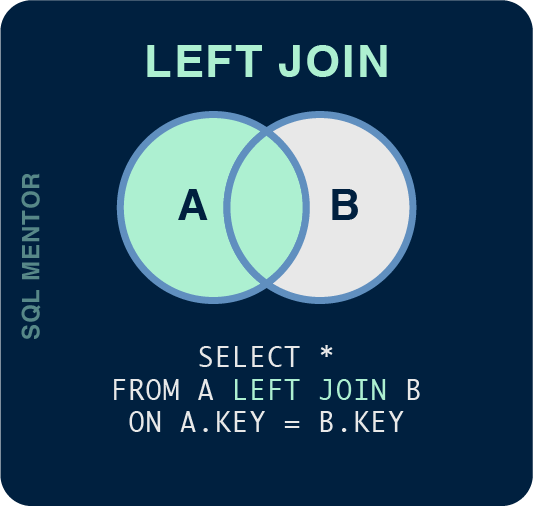 LEFT JOIN
A
B
SQL MENTOR
SELECT *
FROM A LEFT JOIN B
ON A.KEY = B.KEY